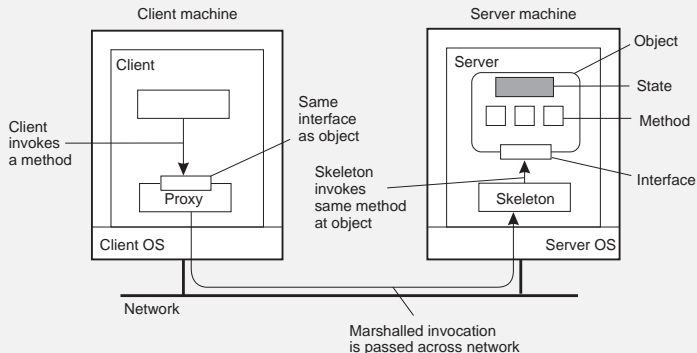 Client machine
Server machine
Object
Client
Server
State
Same
interface
as object
Client
invokes
a method
Method
Skeleton
invokes
same method
at object
Interface
Proxy
Skeleton
Client OS
Server OS
Network
Marshalled invocation
is passed across network